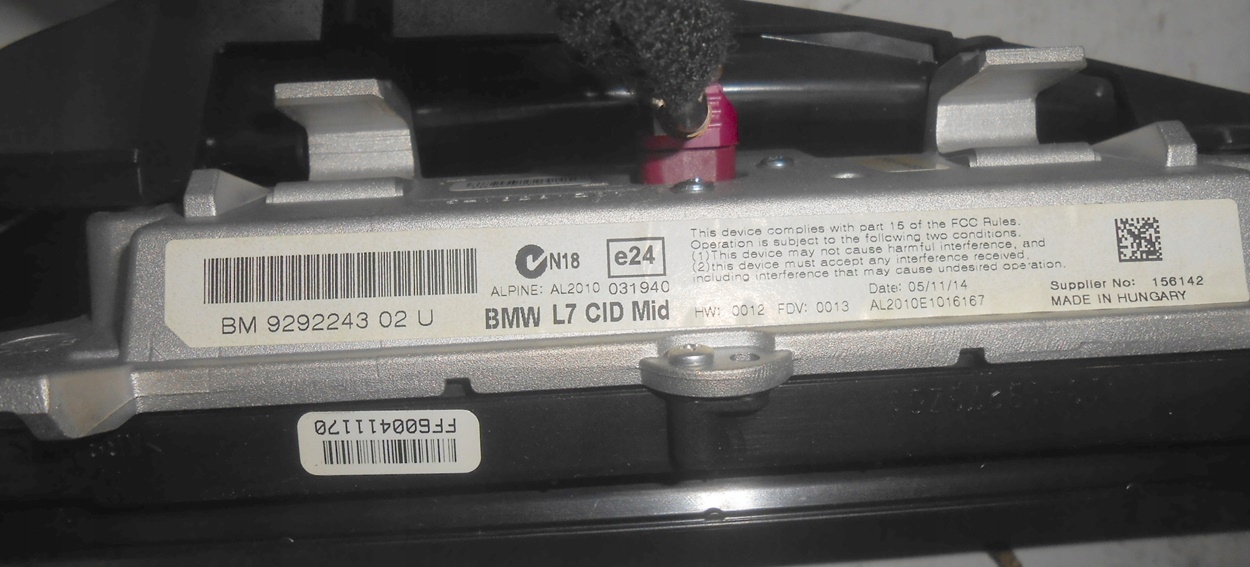 BM 9292243 02 U
N18
e24
ALPINE: AL2010 031940
BMW L7 CID Mid
This device complies with part 15 of the FCC Rules.
Operation is subject to the following two conditions.
(1)This device may not cause harmful interference, and
(2)this device must accept any interference received,
including interference that may cause undesired operation.
Date: 05/11/14
HW: 0012 FDV: 0013 AL2010E1016167
Supplier No: 156142
MADE IN HUNGARY
FF600411170